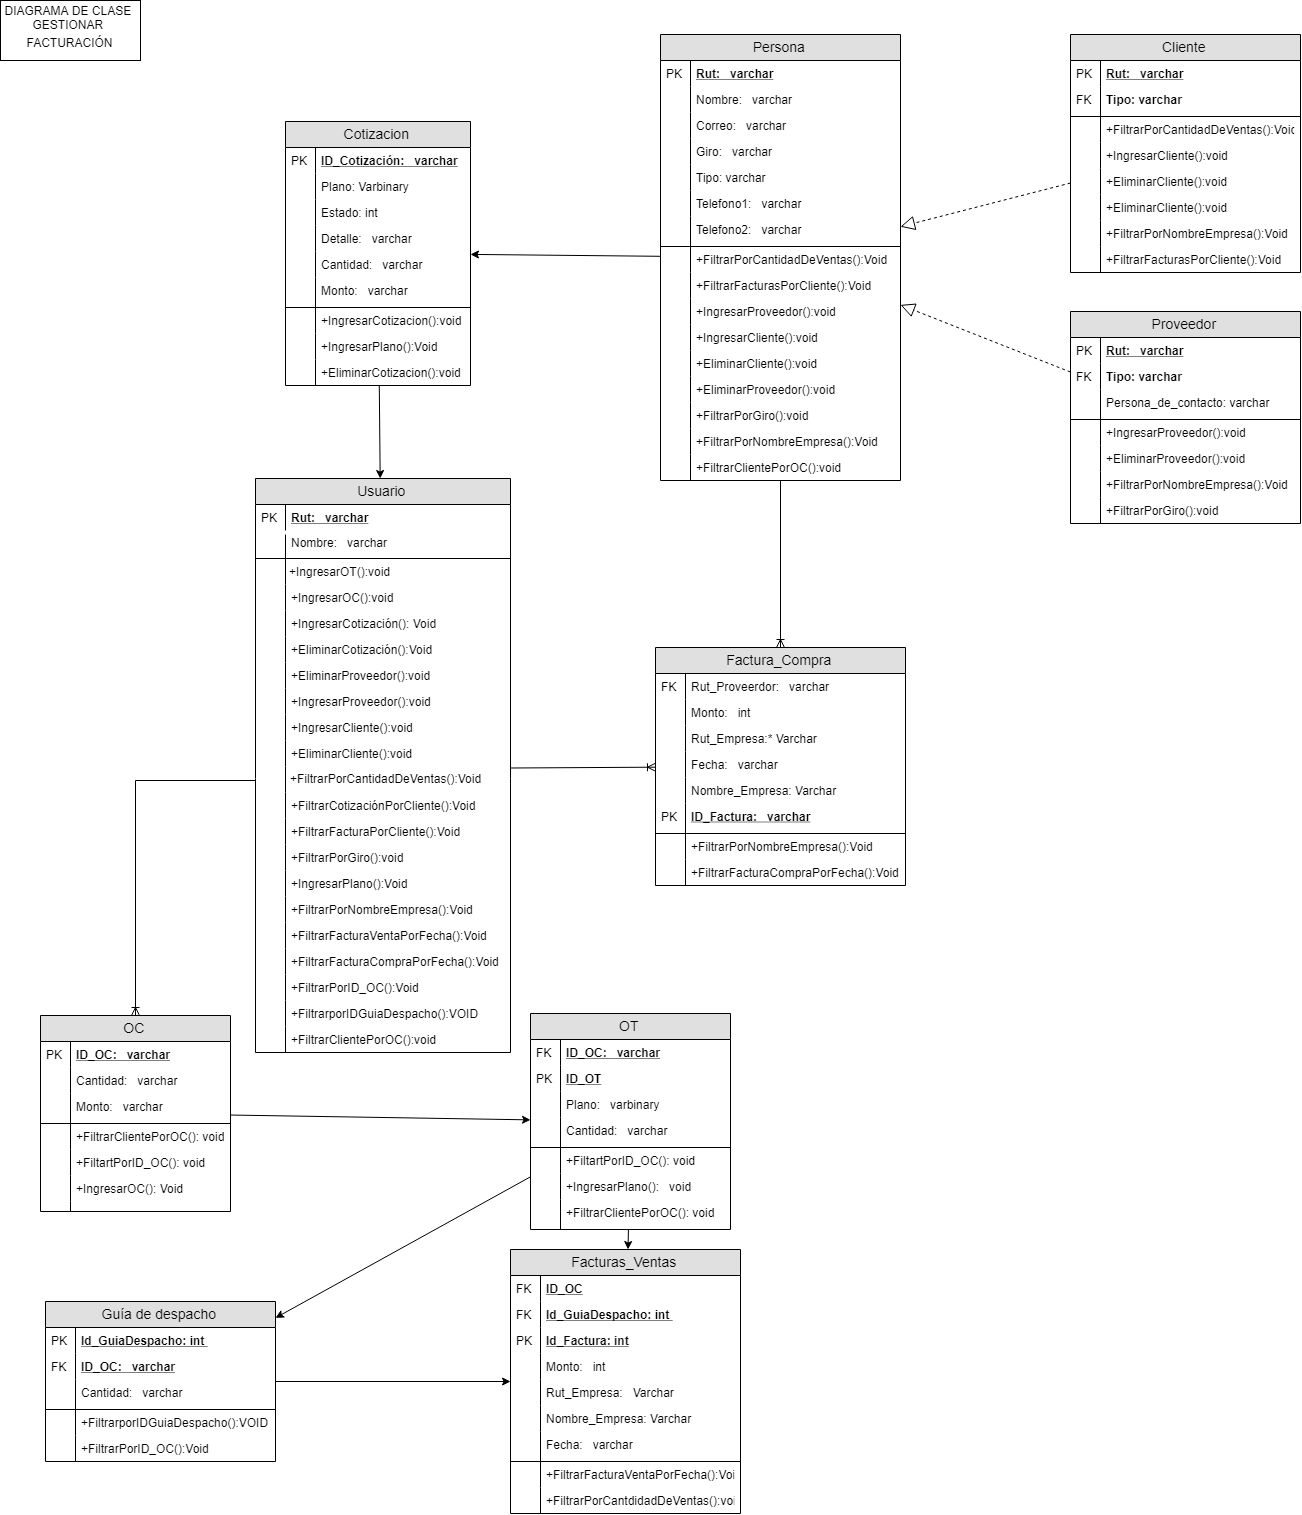 DIAGRAMA DE CLASE
GESTIONAR
FACTURACIÓN
Persona
PK Rut:   varchar
Nombre:   varchar
Correo:   varchar
Giro:   varchar
Tipo: varchar
Telefono1:   varchar
Telefono2:   varchar
+FiltrarPorCantidadDeVentas():Void
+FiltrarFacturasPorCliente():Void
+IngresarProveedor():void
+IngresarCliente():void
+EliminarCliente():void
+EliminarProveedor():void
+FiltrarPorGiro():void
+FiltrarPorNombreEmpresa():Void
+FiltrarClientePorOC():void
Cliente
PK Rut:   varchar
FK Tipo: varchar
+FiltrarPorCantidadDeVentas():Void
+IngresarCliente():void
+EliminarCliente():void
+EliminarCliente():void
+FiltrarPorNombreEmpresa():Void
+FiltrarFacturasPorCliente():Void
Cotizacion
PK ID_Cotización:   varchar
Plano: Varbinary
Estado: int
Detalle:   varchar
Cantidad:   varchar
Monto:   varchar
+IngresarCotizacion():void
+IngresarPlano():Void
+EliminarCotizacion():void
Proveedor
PK Rut:   varchar
FK Tipo: varchar
Persona_de_contacto: varchar
+IngresarProveedor():void
+EliminarProveedor():void
+FiltrarPorNombreEmpresa():Void
+FiltrarPorGiro():void
Usuario
PK Rut:   varchar
Nombre:   varchar
+IngresarOT():void
+IngresarOC():void
+IngresarCotización(): Void
+EliminarCotización():Void
+EliminarProveedor():void
+IngresarProveedor():void
+IngresarCliente():void
+EliminarCliente():void
+FiltrarPorCantidadDeVentas():Void
+FiltrarCotizaciónPorCliente():Void
+FiltrarFacturaPorCliente():Void
+FiltrarPorGiro():void
+IngresarPlano():Void
+FiltrarPorNombreEmpresa():Void
+FiltrarFacturaVentaPorFecha():Void
+FiltrarFacturaCompraPorFecha():Void
+FiltrarPorID_OC():Void
+FiltrarporIDGuiaDespacho():VOID
+FiltrarClientePorOC():void
Factura_Compra
FK Rut_Proveerdor:   varchar
Monto:   int
Rut_Empresa:* Varchar
Fecha:   varchar
Nombre_Empresa: Varchar
PK ID_Factura:   varchar
+FiltrarPorNombreEmpresa():Void
+FiltrarFacturaCompraPorFecha():Void
OC
PK ID_OC:   varchar
Cantidad:   varchar
Monto:   varchar
+FiltrarClientePorOC(): void
+FiltartPorID_OC(): void
+IngresarOC(): Void
OT
FK ID_OC:   varchar
PK ID_OT
Plano:   varbinary
Cantidad:   varchar
+FiltartPorID_OC(): void
+IngresarPlano():   void
+FiltrarClientePorOC(): void
Guía de despacho
PK Id_GuiaDespacho: int
FK ID_OC:   varchar
Cantidad:   varchar
+FiltrarporIDGuiaDespacho():VOID
+FiltrarPorID_OC():Void
Facturas_Ventas
FK ID_OC
FK Id_GuiaDespacho: int
PK Id_Factura: int
Monto:   int
Rut_Empresa:   Varchar
Nombre_Empresa: Varchar
Fecha:   varchar
+FiltrarFacturaVentaPorFecha():Voi
+FiltrarPorCantdidadDeVentas():voi